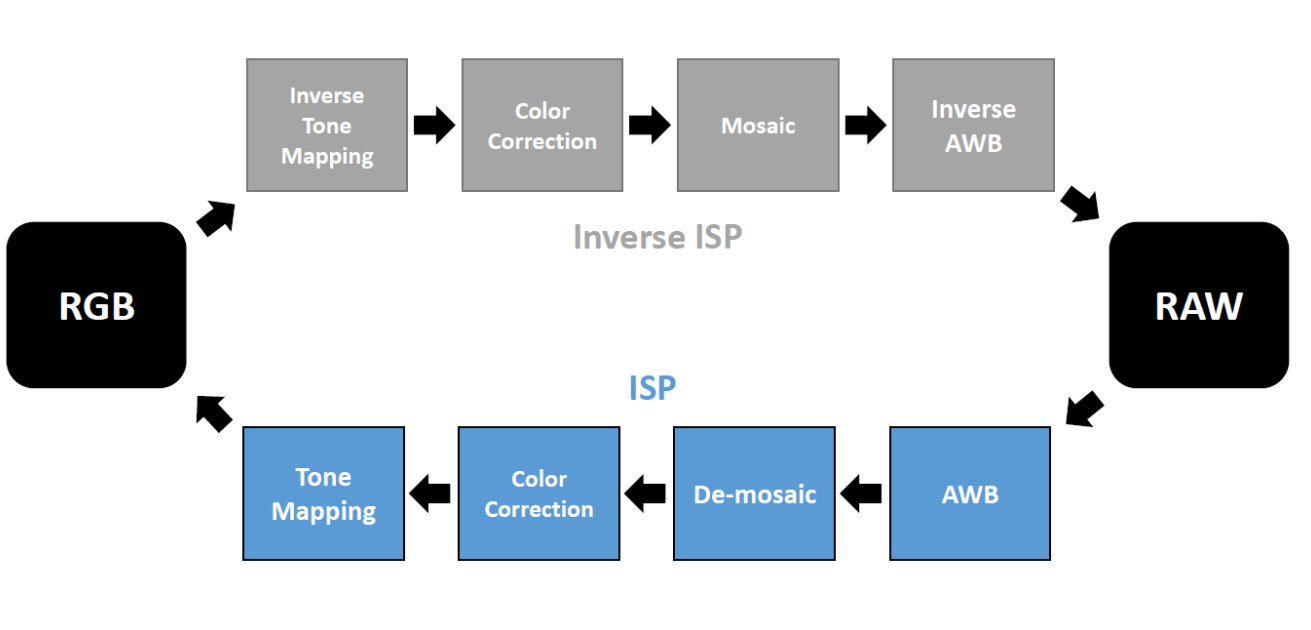 Inverse
Tone
Mapping
Color
Correction
Mosaic
Inverse
AWB
Inverse ISP
RGB
RAW
ISP
Tone
Mapping
Color
Correction
De-mosaic
AWB